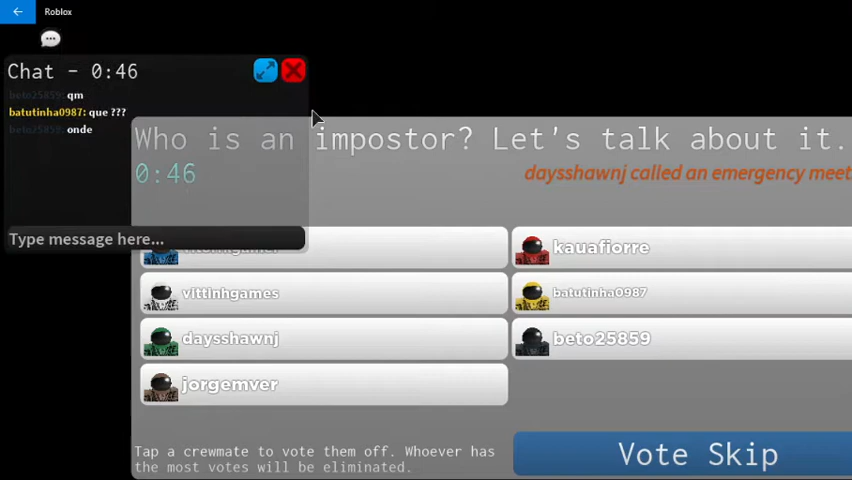 Roblox
Chat - 0:46
beto25859: qm
batutinha0987: que ???
beto25859: onde
Type message here...
Who is an impostor? Let's talk about it.
0:46
daysshawnj called an emergency meet
kauafiorre
vittinhgames
batutinha0987
daysshawnj
beto25859
jorgemver
Tap a crewmate to vote them off. Whoever has
the most votes will be eliminated.
Vote Skip